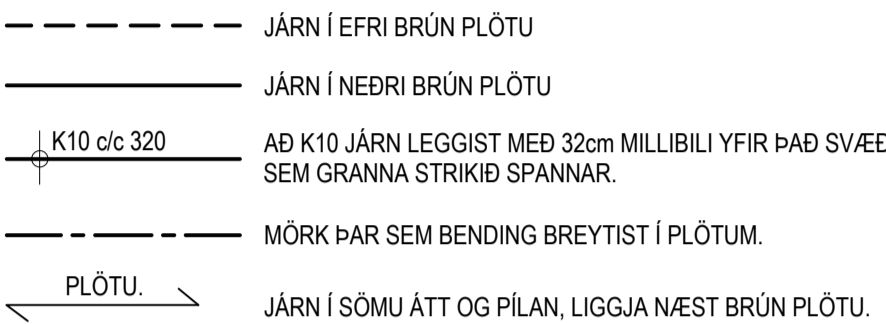 JÁRN Í EFRI BRÚN PLÖTU
JÁRN Í NEÐRI BRÚN PLÖTU
K10 c/c 320
AÐ K10 JÁRN LEGGIST MEÐ 32cm MILLIBILI YFIR ÞAÐ SVÆÐ
SEM GRANNA STRIKIÐ SPANNAR.
MÖRK ÞAR SEM BENDING BREYTIST Í PLÖTUM.
PLÖTU.
JÁRN Í SÖMU ÁTT OG PÍLAN, LIGGJA NÆST BRÚN PLÖTU.